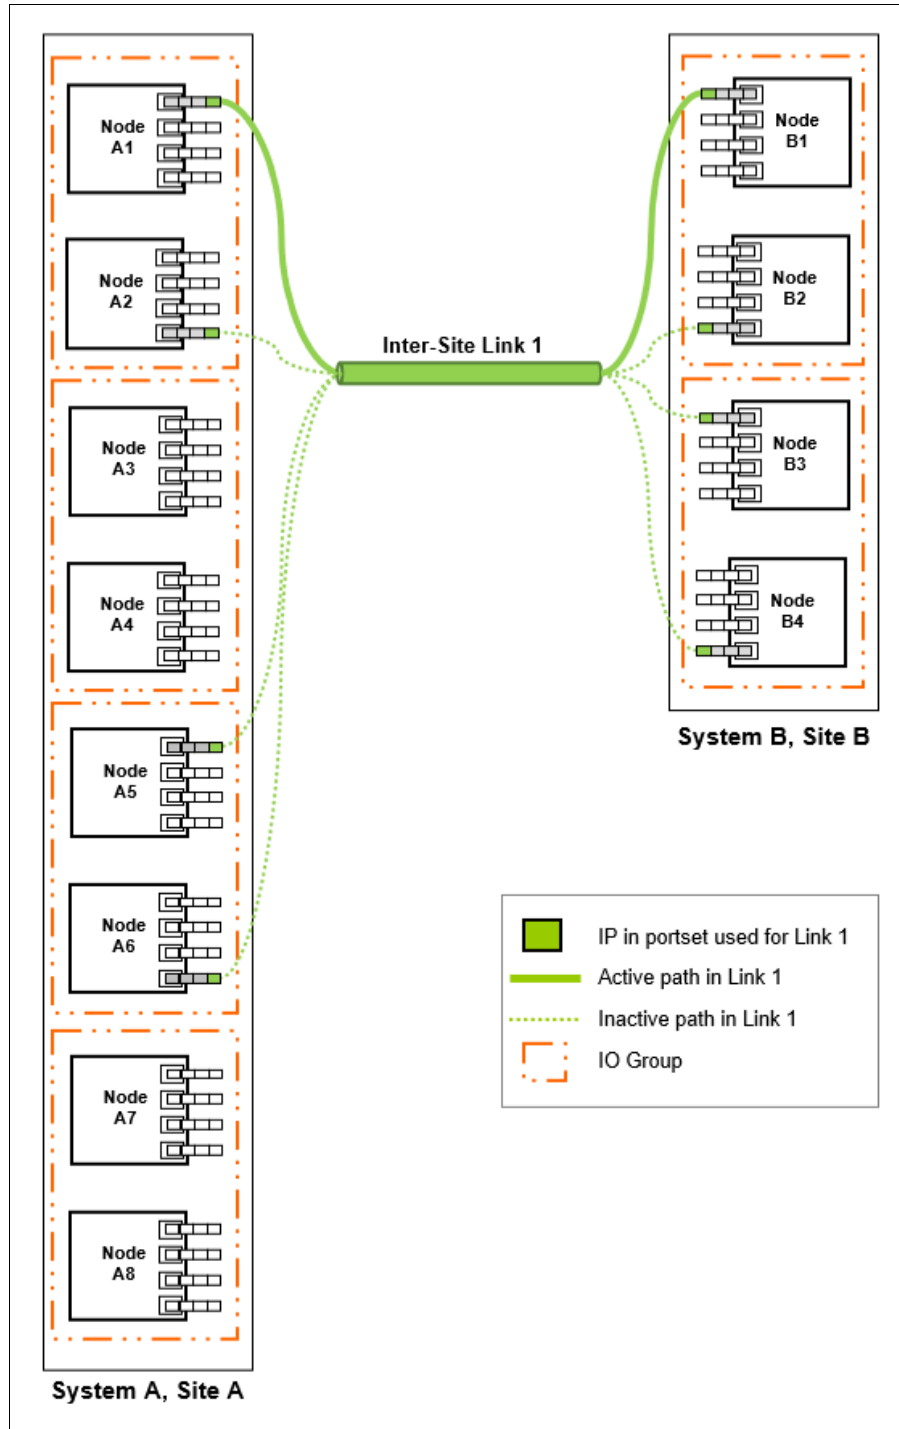 Node
A1
Node
A2
Node
A3
Node
A4
Node
A5
Node
A6
Node
A7
Node
A8
System A, Site A
Inter-Site Link 1
Node
B1
Node
B2
Node
B3
Node
B4
System B, Site B
IP in portset used for Link 1
Active path in Link 1
Inactive path in Link 1
IO Group